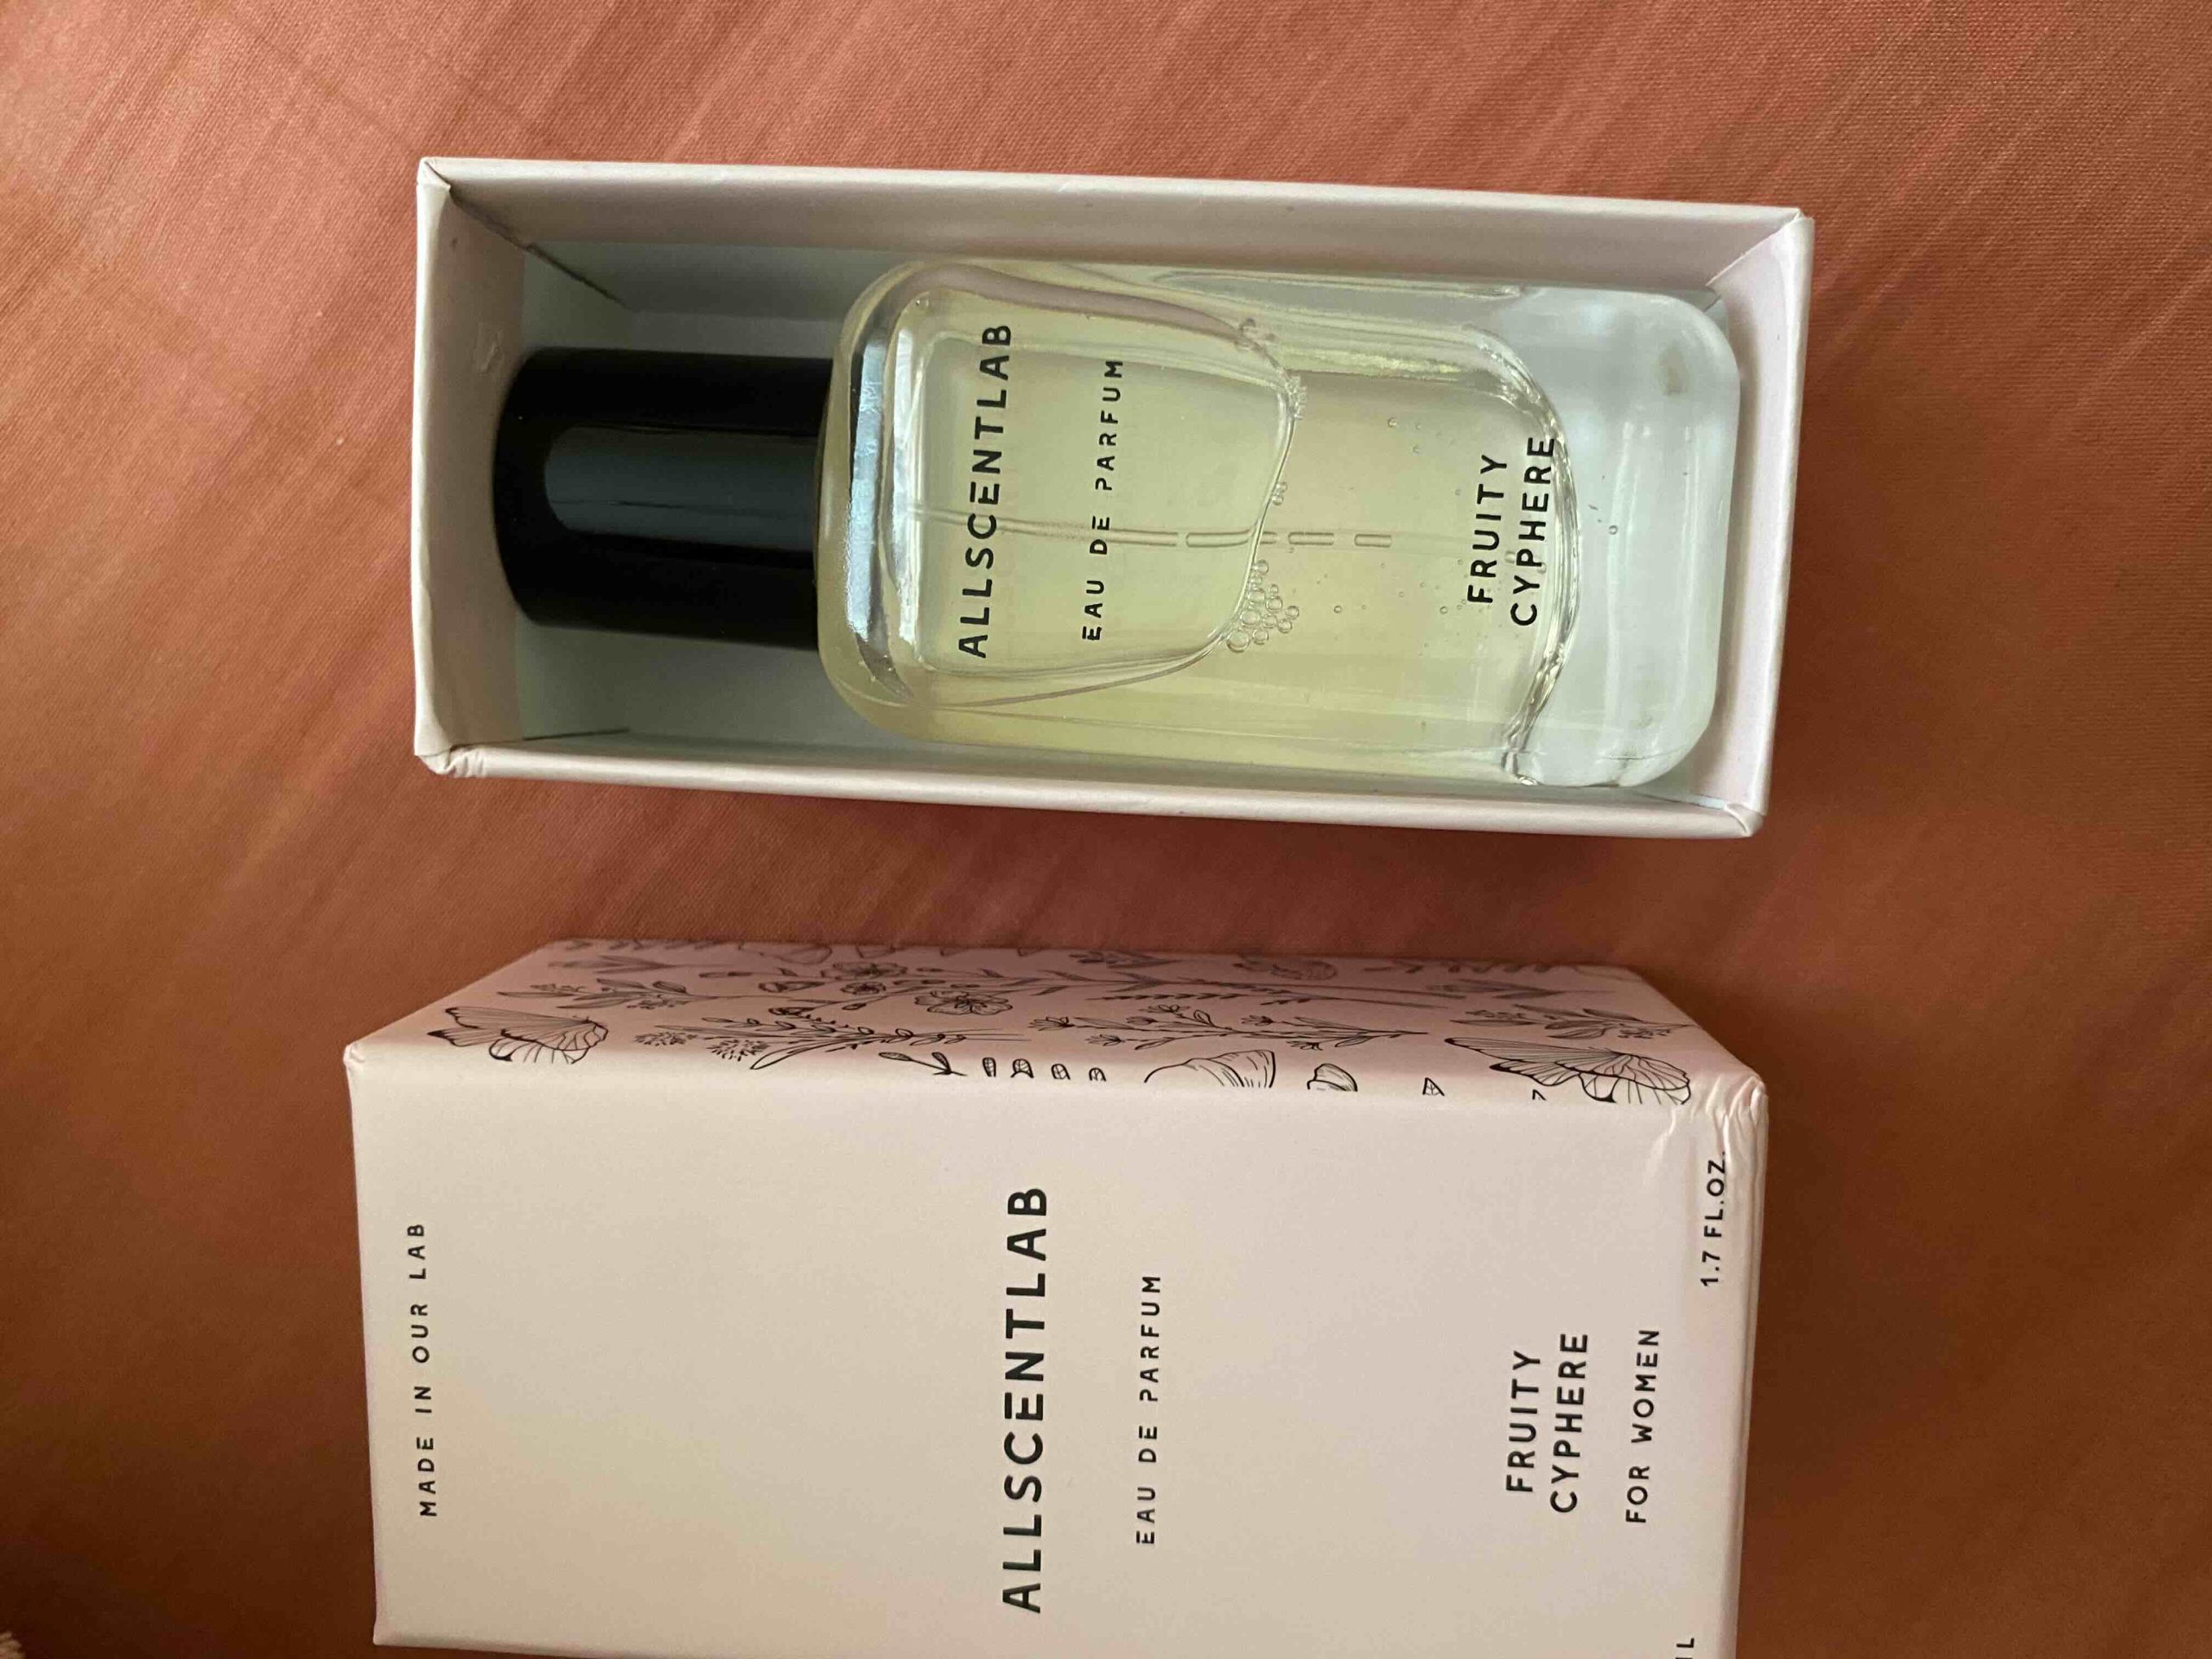 ALLSCENTLAB
EAU DE PARFUM
FRUITY
CYPHERE
MADE IN OUR LAB
ALLSCENTLAB
EAU DE PARFUM
FRUITY
CYPHERE
FOR WOMEN
1.7 FL.OZ.